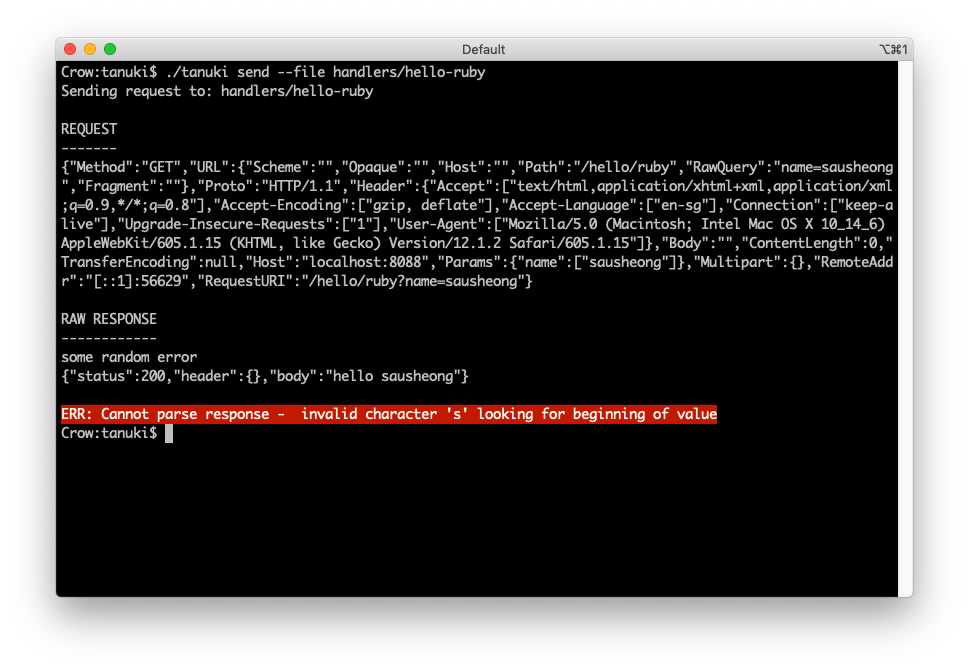 Default
⌥⌘1
Crow:tanuki$ ./tanuki send --file handlers/hello-ruby
Sending request to: handlers/hello-ruby
REQUEST
-------
{"Method":"GET","URL":{"Scheme":"","Opaque":"","Host":"","Path":"/hello/ruby","RawQuery":"name=sausheong
","Fragment":""},"Proto":"HTTP/1.1","Header":{"Accept":["text/html,application/xhtml+xml,application/xml
;q=0.9,*/*;q=0.8"],"Accept-Encoding":["gzip, deflate"],"Accept-Language":["en-sg"],"Connection":["keep-a
live"],"Upgrade-Insecure-Requests":["1"],"User-Agent":["Mozilla/5.0 (Macintosh; Intel Mac OS X 10_14_6)
AppleWebKit/605.1.15 (KHTML, like Gecko) Version/12.1.2 Safari/605.1.15"]},"Body":"","ContentLength":0,"
TransferEncoding":null,"Host":"localhost:8088","Params":{"name":["sausheong"]},"Multipart":{},"RemoteAdd
r":"[::1]:56629","RequestURI":"/hello/ruby?name=sausheong"}
RAW RESPONSE
------------
some random error
{"status":200,"header":{},"body":"hello sausheong"}
ERR: Cannot parse response -  invalid character 's' looking for beginning of value
Crow:tanuki$